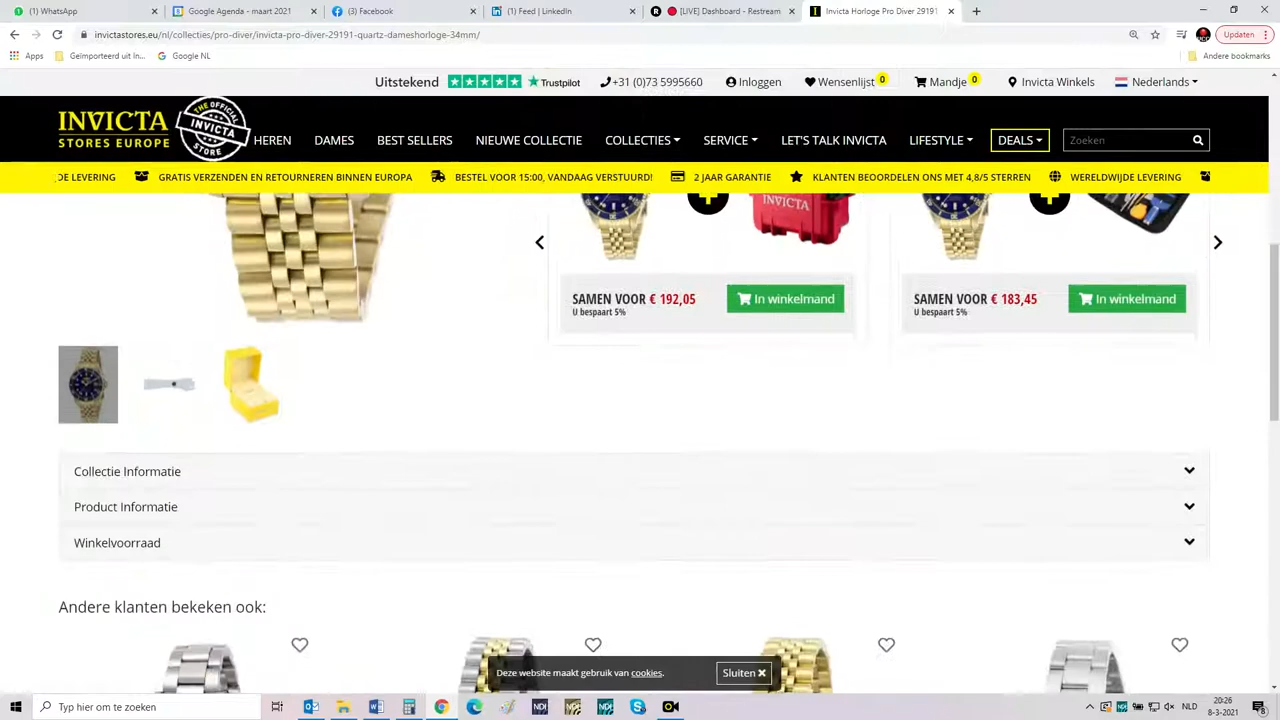 (1) WhatsApp
Google Agenda - maart 2021
(3) Facebook
(1) Feed | LinkedIn
[LIVE] Dashboard - Restream
Invicta Horloge Pro Diver 29191
invictastores.eu/nl/collecties/pro-diver/invicta-pro-diver-29191-quartz-dameshorloge-34mm/
Updaten
Apps
Geïmporteerd uit In...
Google NL
Andere bookmarks
Uitstekend
Trustpilot
+31 (0)73 5995660
Inloggen
Wensenlijst 0
Mandje 0
Invicta Winkels
Nederlands
INVICTA
STORES EUROPE
THE OFFICIAL
INVICTA
STORE
HEREN
DAMES
BEST SELLERS
NIEUWE COLLECTIE
COLLECTIES
SERVICE
LET'S TALK INVICTA
LIFESTYLE
DEALS
Zoeken
DE LEVERING
GRATIS VERZENDEN EN RETOURNEREN BINNEN EUROPA
BESTEL VOOR 15:00, VANDAAG VERSTUURD!
2 JAAR GARANTIE
KLANTEN BEOORDELEN ONS MET 4,8/5 STERREN
WERELDWIJDE LEVERING
INVICTA
SAMEN VOOR € 192,05
U bespaart 5%
In winkelmand
SAMEN VOOR € 183,45
U bespaart 5%
In winkelmand
Collectie Informatie
Product Informatie
Winkelvoorraad
Andere klanten bekeken ook:
Deze website maakt gebruik van cookies.
Sluiten
Typ hier om te zoeken
NLD
20:26
8-3-2021